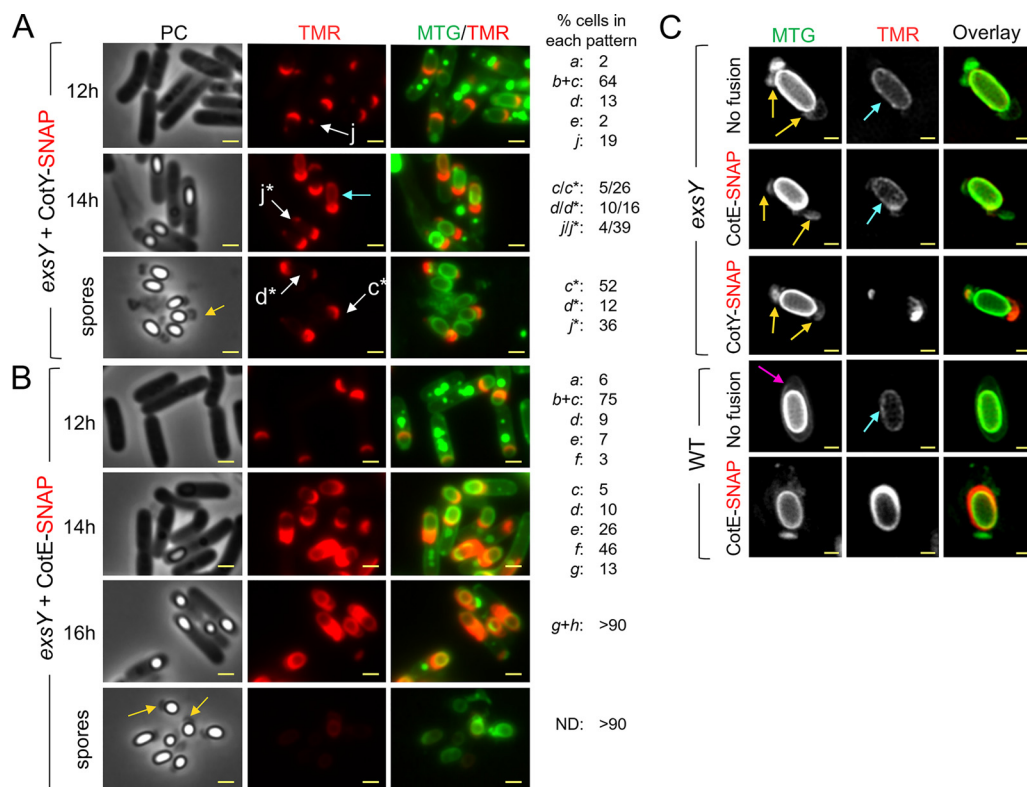 A
PC
TMR
MTG/TMR
% cells in
each pattern
exsY + CotY-SNAP
12h
j
a: 2
b+c: 64
d: 13
e: 2
j: 19
14h
j*
c/c*: 5/26
d/d*: 10/16
j/j*: 4/39
spores
d*
c*
c*: 52
d*: 12
j*: 36
B
exsY + CotE-SNAP
12h
a: 6
b+c: 75
d: 9
e: 7
f: 3
14h
c: 5
d: 10
e: 26
f: 46
g: 13
16h
g+h: >90
spores
ND: >90
C
MTG
TMR
Overlay
exsY
No fusion
CotE-SNAP
CotY-SNAP
WT
No fusion
CotE-SNAP